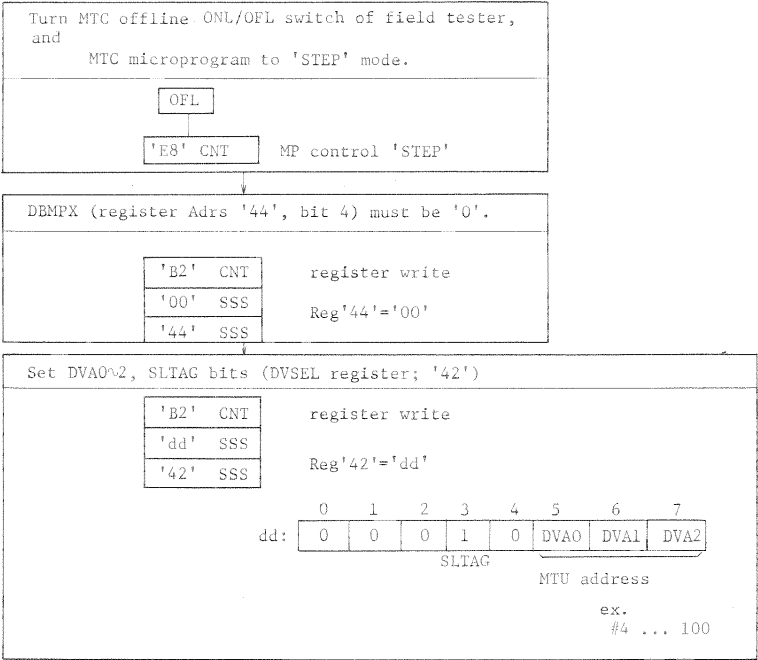 Turn MTC offline ONL/OFL switch of field tester,
and
MTC microprogram to 'STEP' mode.
OFL
'E8' CNT MP control 'STEP'
DBMPX (register Adrs '44', bit 4) must be '0'.
'B2' CNT register write
'00' SSS
Reg'44'='00'
'44' SSS
Set DVA0~2, SLTAG bits (DVSEL register; '42')
'B2' CNT register write
'dd' SSS
Reg'42'='dd'
'42' SSS
0 1 2 3 4 5 6 7
dd: 0 0 0 1 0 DVA0 DVA1 DVA2
SLTAG
MTU address
ex.
#4 ... 100